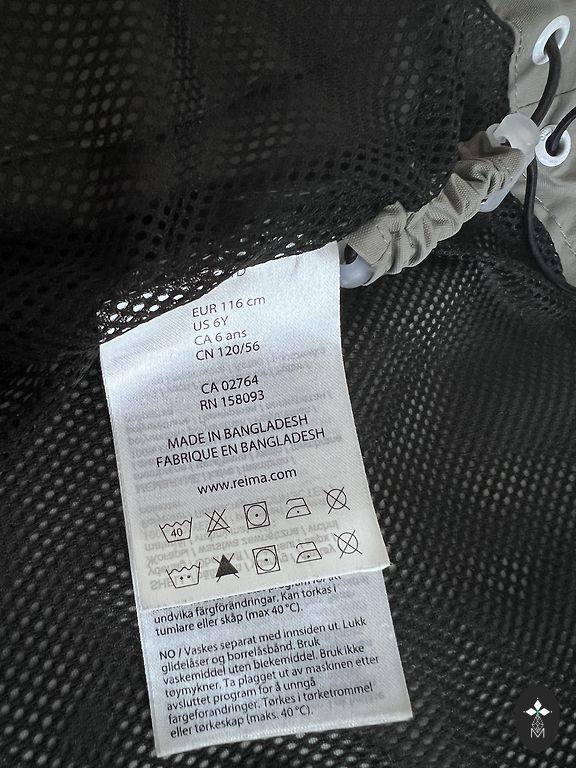 EUR 116 cm
US 6Y
CA 6 ans
CN 120/56
CA 02764
RN 158093
MADE IN BANGLADESH
FABRIQUE EN BANGLADESH
www.reima.com
40
undvika färgförändringar. Kan torkas i
tumlare eller skåp (max 40 °C).
NO / Vaskes separat med innsiden ut. Lukk
glidelåser og borrelåsbånd. Bruk
vaskemiddel uten blekemiddel. Bruk ikke
tøymykner. Ta plagget ut av maskinen etter
avsluttet program for å unngå
fargeforandringer. Tørkes i tørketrommel
eller tørkeskap (maks. 40 °C).
M